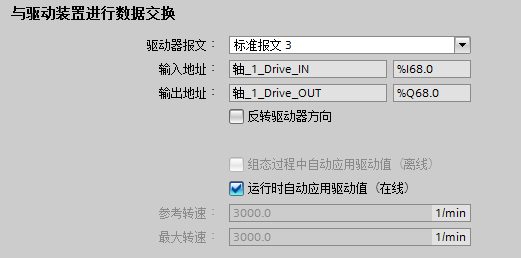 与驱动装置进行数据交换
驱动器报文： 标准报文 3
输入地址： 轴_1_Drive_IN %I68.0
输出地址： 轴_1_Drive_OUT %Q68.0
反转驱动器方向
组态过程中自动应用驱动值（离线）
运行时自动应用驱动值（在线）
参考转速： 3000.0 1/min
最大转速： 3000.0 1/min